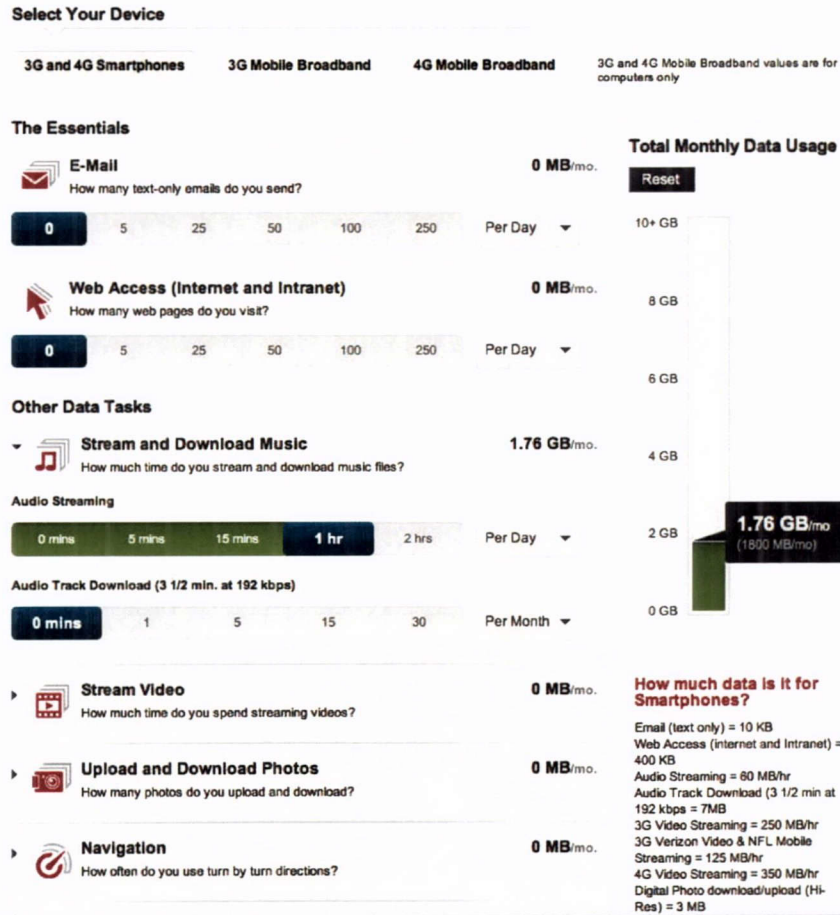 Select Your Device
3G and 4G Smartphones
3G Mobile Broadband
4G Mobile Broadband
3G and 4G Mobile Broadband values are for
computers only
The Essentials
E-Mail
0 MB/mo.
How many text-only emails do you send?
0 5 25 50 100 250 Per Day
Web Access (Internet and Intranet)
0 MB/mo.
How many web pages do you visit?
0 5 25 50 100 250 Per Day
Other Data Tasks
Stream and Download Music
1.76 GB/mo.
How much time do you stream and download music files?
Audio Streaming
0 mins 5 mins 15 mins 1 hr 2 hrs Per Day
Audio Track Download (3 1/2 min. at 192 kbps)
0 mins 1 5 15 30 Per Month
Stream Video
0 MB/mo.
How much time do you spend streaming videos?
Upload and Download Photos
0 MB/mo.
How many photos do you upload and download?
Navigation
0 MB/mo.
How often do you use turn by turn directions?
Total Monthly Data Usage
Reset
10+ GB
8 GB
6 GB
4 GB
2 GB
1.76 GB/mo
(1800 MB/mo)
0 GB
How much data is it for
Smartphones?
Email (text only) = 10 KB
Web Access (internet and Intranet) =
400 KB
Audio Streaming = 60 MB/hr
Audio Track Download (3 1/2 min at
192 kbps = 7MB
3G Video Streaming = 250 MB/hr
3G Verizon Video & NFL Mobile
Streaming = 125 MB/hr
4G Video Streaming = 350 MB/hr
Digital Photo download/upload (Hi-
Res) = 3 MB